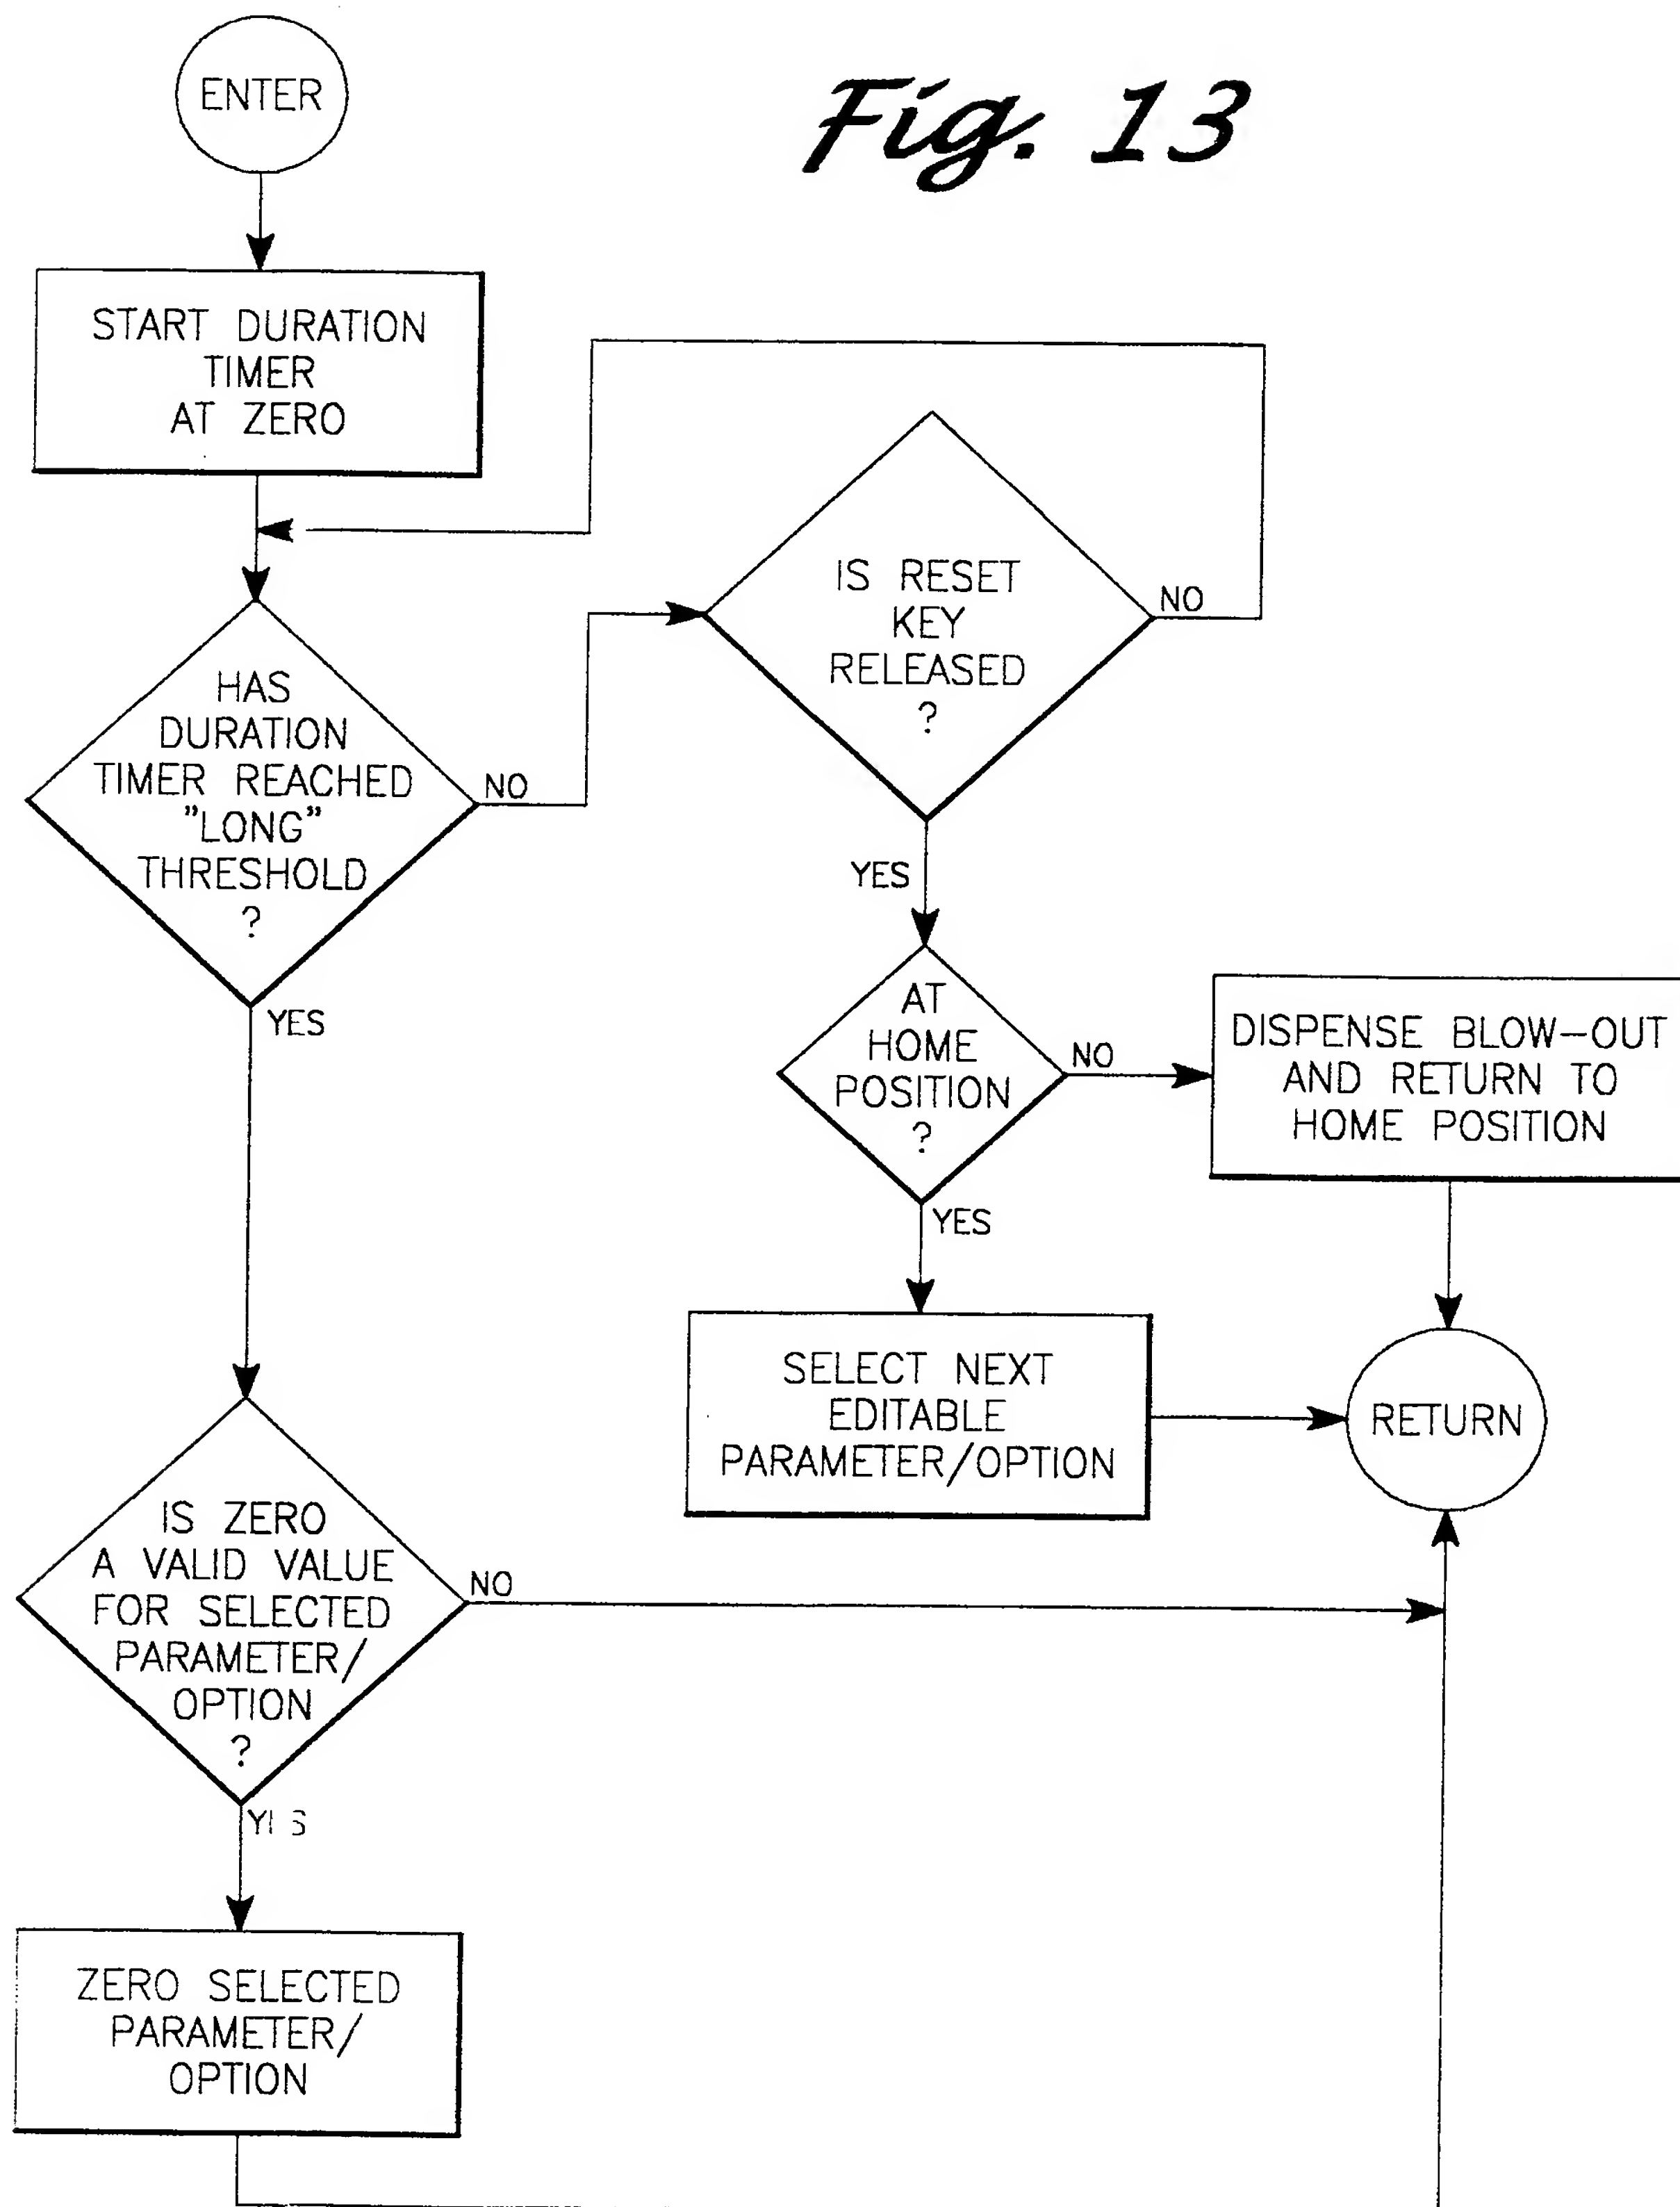 Fig. 13
ENTER
START DURATION
TIMER
AT ZERO
HAS
DURATION
TIMER REACHED
"LONG"
THRESHOLD
?
NO
YES
IS RESET
KEY
RELEASED
?
NO
YES
AT
HOME
POSITION
?
NO
YES
DISPENSE BLOW-OUT
AND RETURN TO
HOME POSITION
SELECT NEXT
EDITABLE
PARAMETER/OPTION
RETURN
IS ZERO
A VALID VALUE
FOR SELECTED
PARAMETER/
OPTION
?
NO
YES
ZERO SELECTED
PARAMETER/
OPTION